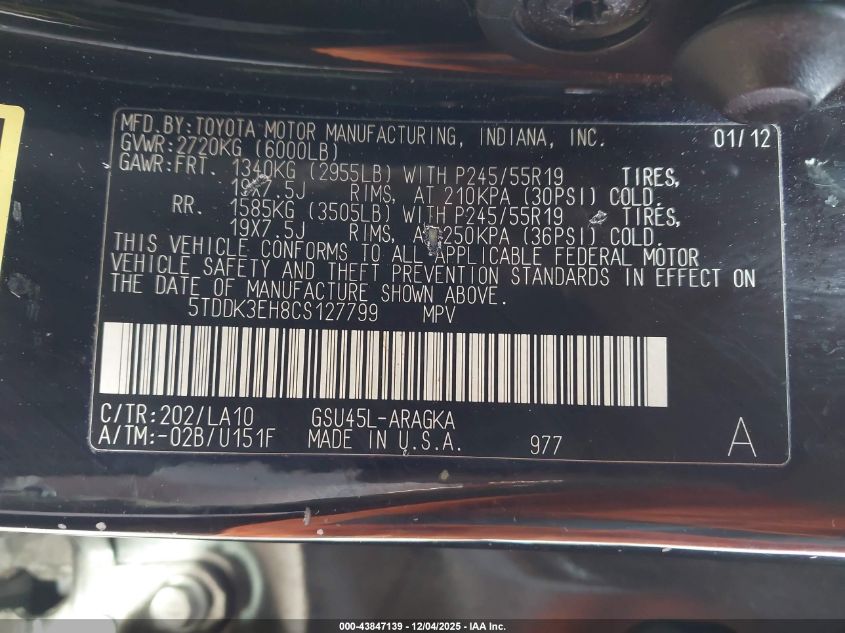 MFD.BY:TOYOTA MOTOR MANUFACTURING, INDIANA, INC. 01/12
GVWR:2720KG (6000LB)
GAWR:FRT. 1340KG (2955LB) WITH P245/55R19 TIRES,
19X7.5J RIMS, AT 210KPA (30PSI) COLD.
RR. 1585KG (3505LB) WITH P245/55R19 TIRES,
19X7.5J RIMS, AT 250KPA (36PSI) COLD.
THIS VEHICLE CONFORMS TO ALL APPLICABLE FEDERAL MOTOR
VEHICLE SAFETY AND THEFT PREVENTION STANDARDS IN EFFECT ON
THE DATE OF MANUFACTURE SHOWN ABOVE.
5TDDK3EH8CS127799 MPV
C/TR:202/LA10 GSU45L-ARAGKA
A/TM:-02B/U151F MADE IN U.S.A. 977 A
000-43847139 - 12/04/2025 - IAA Inc.